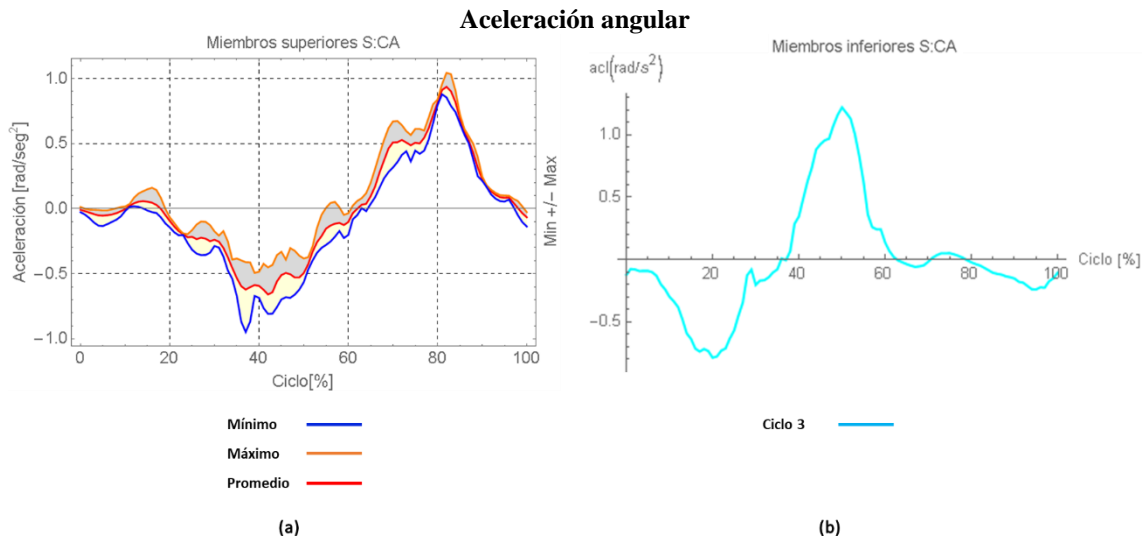 Aceleración angular
Miembros superiores S:CA
Aceleración [rad/seg²]
1.0
0.5
0.0
−0.5
−1.0
0 20 40 60 80 100
Ciclo[%]
Min +/− Max
Mínimo
Máximo
Promedio
(a)
Miembros inferiores S:CA
acl(rad/s²)
1.0
0.5
−0.5
20 40 60 80 100
Ciclo [%]
Ciclo 3
(b)